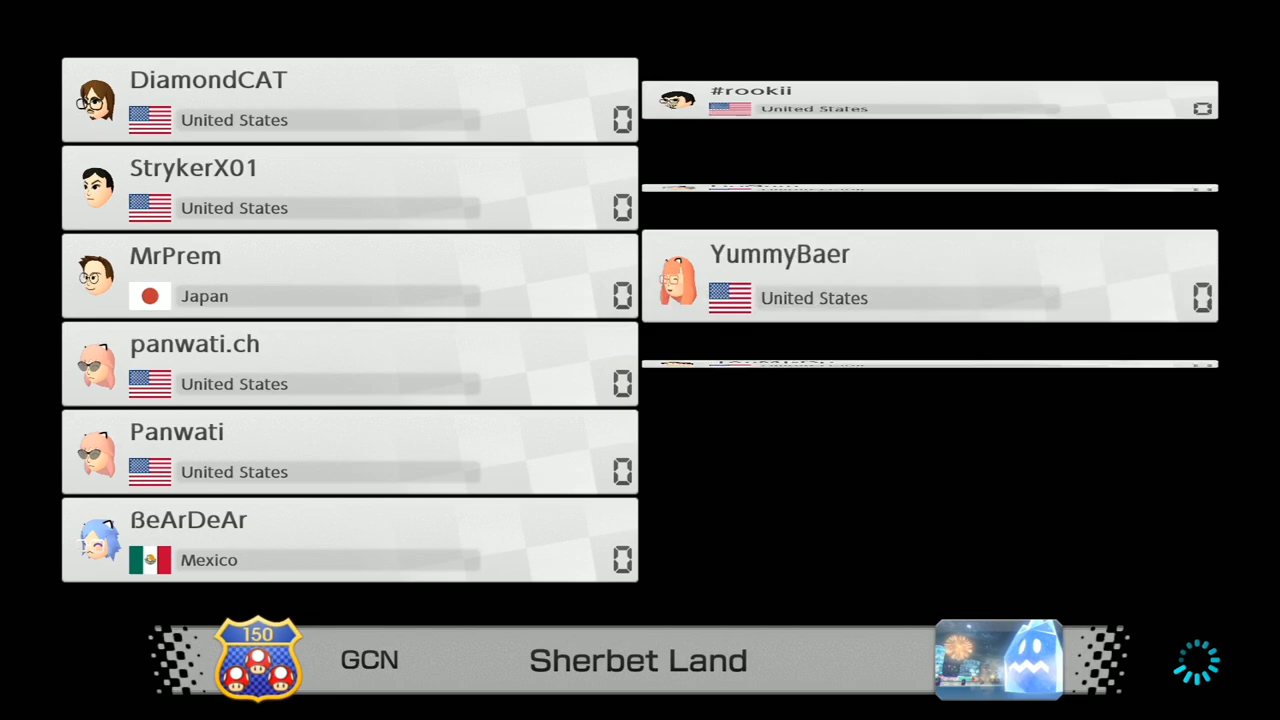 DiamondCAT
United States
0
StrykerX01
United States
0
MrPrem
Japan
0
panwati.ch
United States
0
Panwati
United States
0
ßeArDeAr
Mexico
0
#rookii
United States
0
YummyBaer
United States
0
150
GCN
Sherbet Land